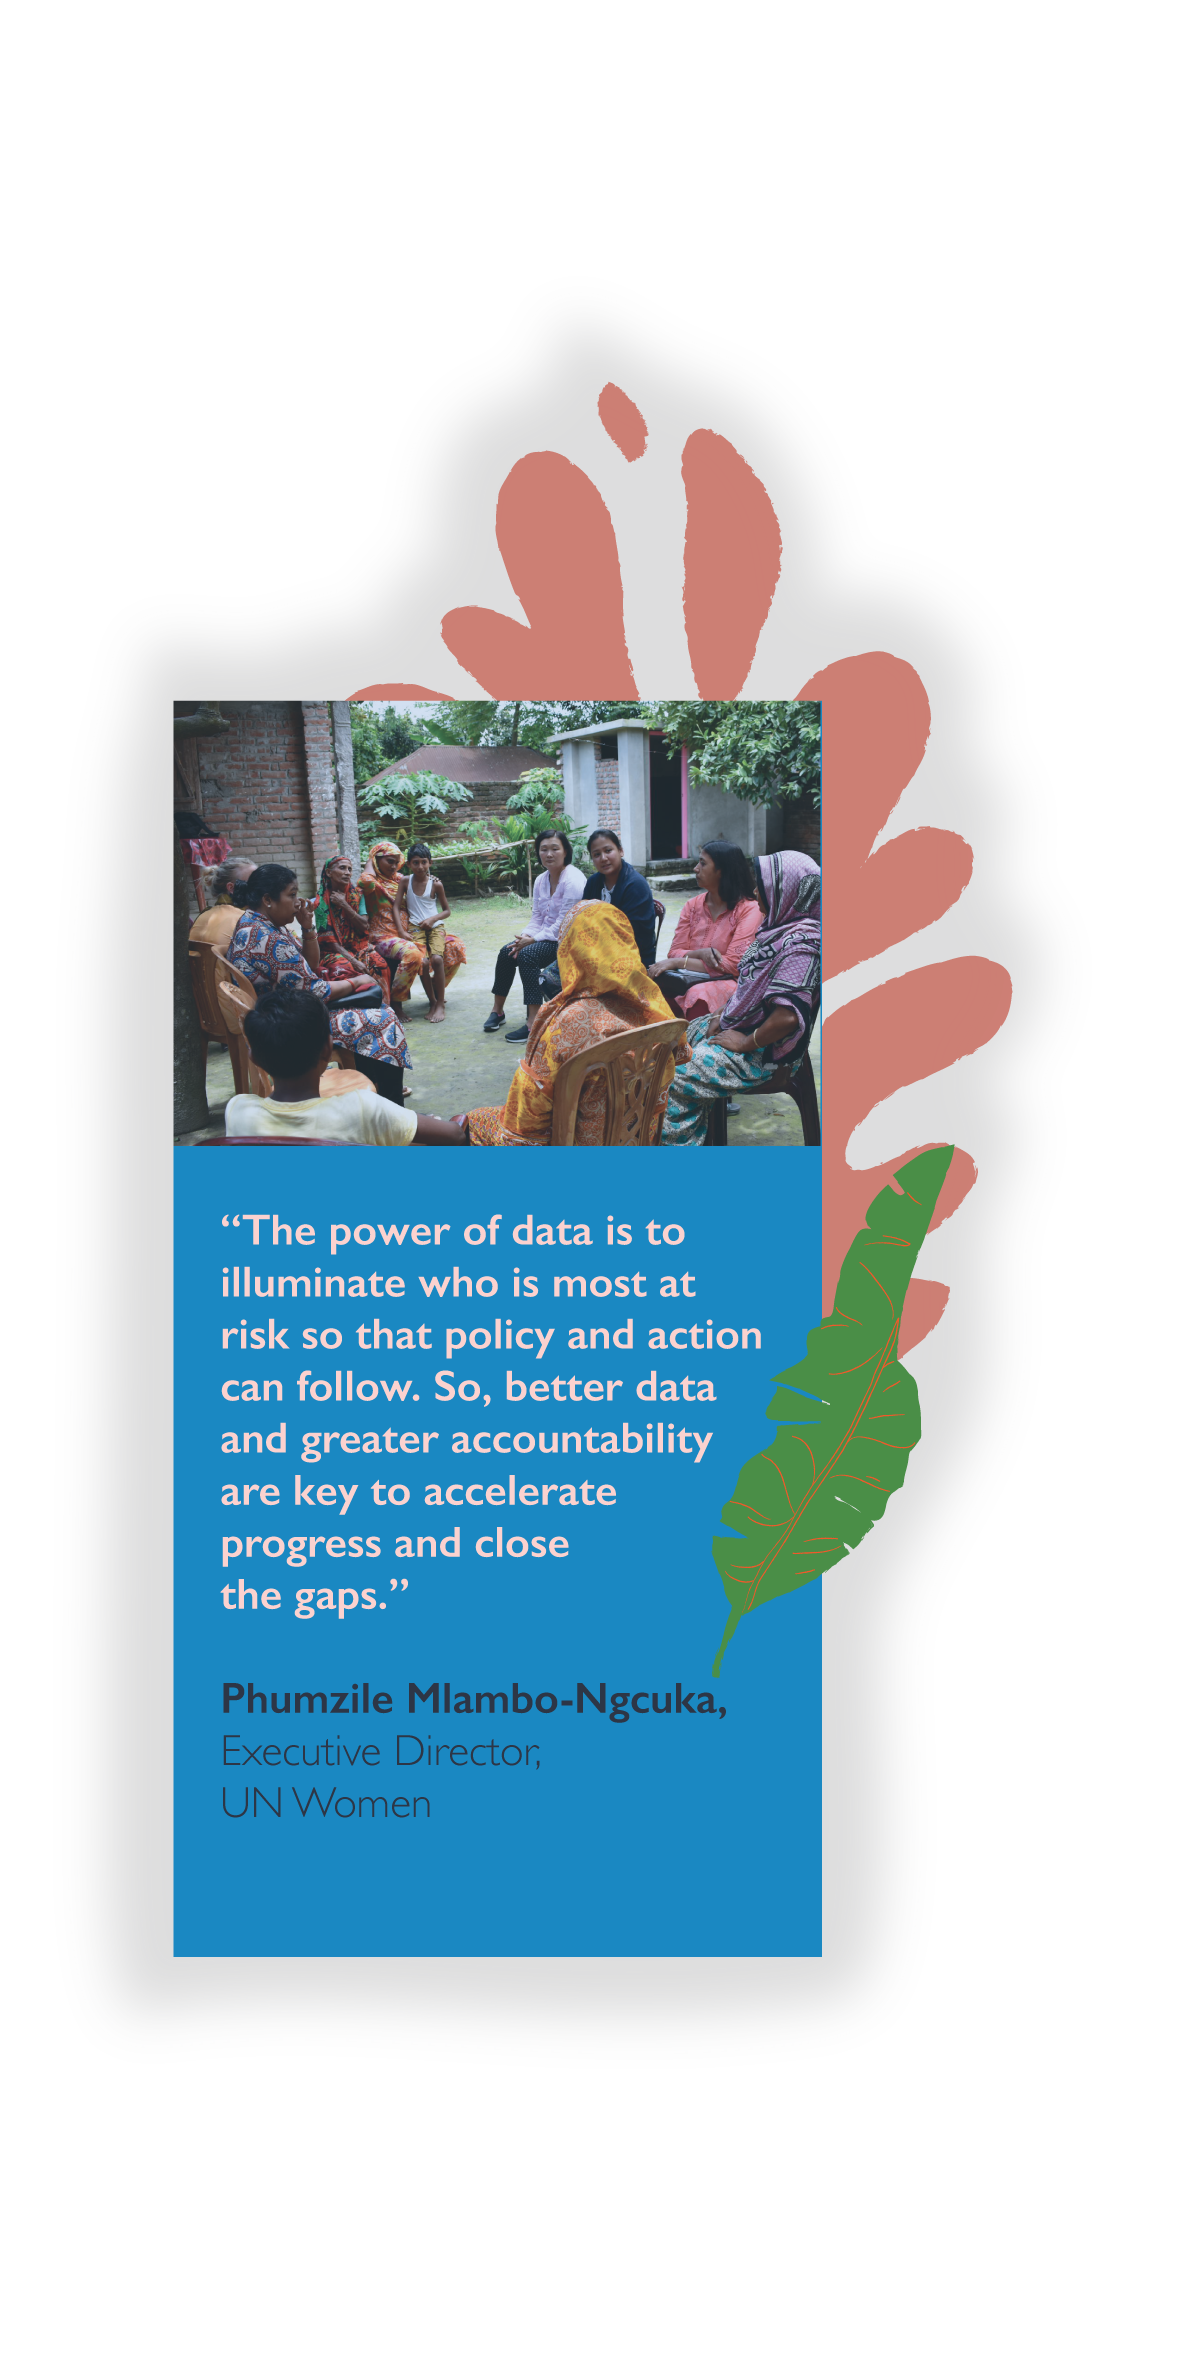 “The power of data is to
illuminate who is most at
risk so that policy and action
can follow. So, better data
and greater accountability
are key to accelerate
progress and close
the gaps.”
Phumzile Mlambo-Ngcuka,
Executive Director,
UN Women